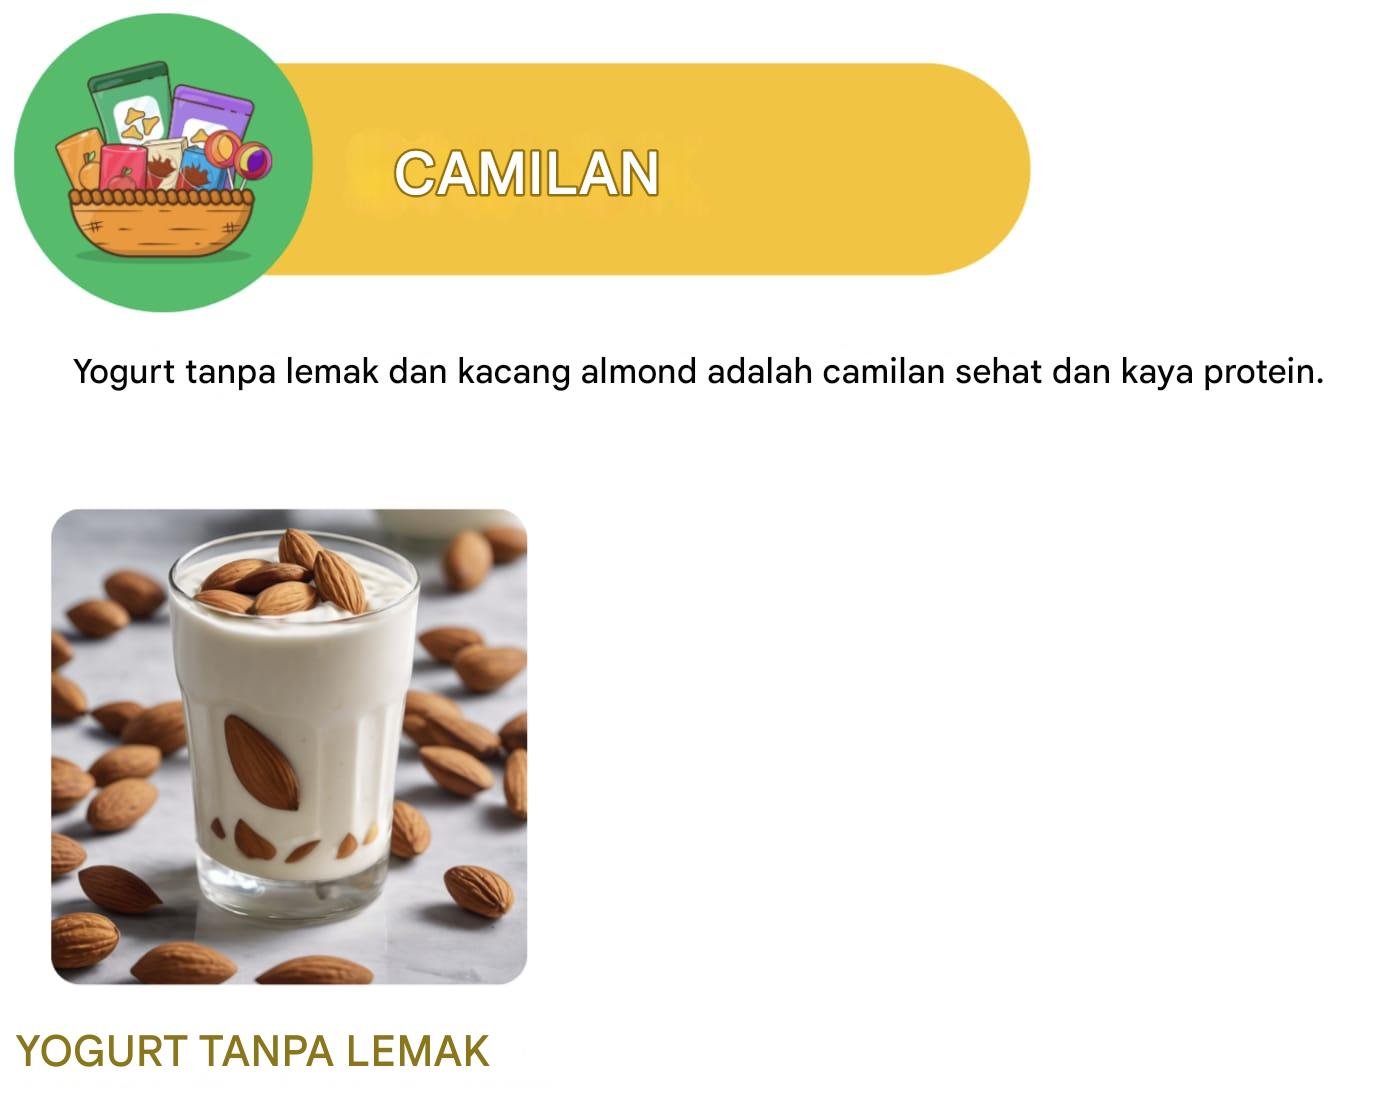 CAMILAN
Yogurt tanpa lemak dan kacang almond adalah camilan sehat dan kaya protein.
YOGURT TANPA LEMAK